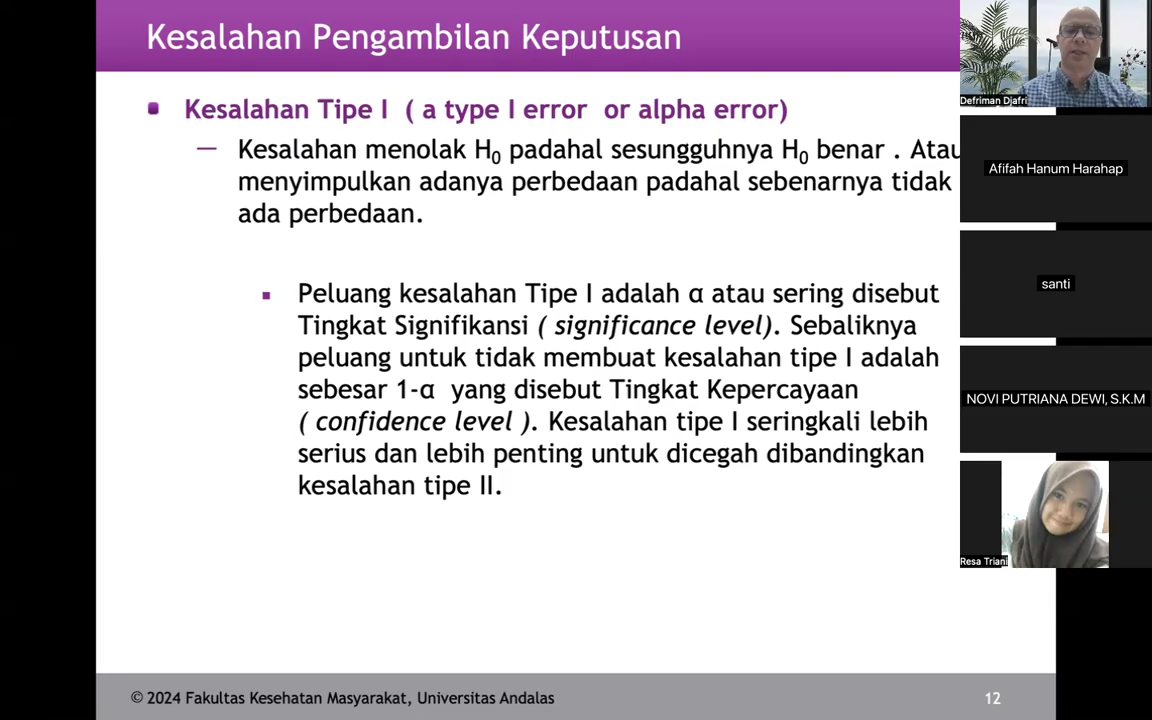 Kesalahan Pengambilan Keputusan
Kesalahan Tipe I ( a type I error or alpha error)
Kesalahan menolak H₀ padahal sesungguhnya H₀ benar . Atau
menyimpulkan adanya perbedaan padahal sebenarnya tidak
ada perbedaan.
Peluang kesalahan Tipe I adalah α atau sering disebut
Tingkat Signifikansi ( significance level). Sebaliknya
peluang untuk tidak membuat kesalahan tipe I adalah
sebesar 1-α yang disebut Tingkat Kepercayaan
( confidence level ). Kesalahan tipe I seringkali lebih
serius dan lebih penting untuk dicegah dibandingkan
kesalahan tipe II.
© 2024 Fakultas Kesehatan Masyarakat, Universitas Andalas
12
Defriman Djafri
Afifah Hanum Harahap
santi
NOVI PUTRIANA DEWI, S.K.M
Resa Triani